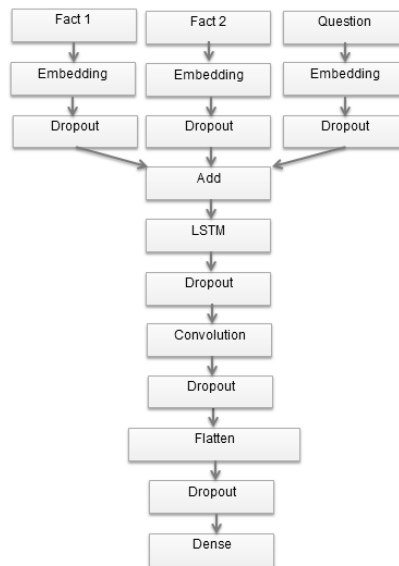 Fact 1
Fact 2
Question
Embedding
Embedding
Embedding
Dropout
Dropout
Dropout
Add
LSTM
Dropout
Convolution
Dropout
Flatten
Dropout
Dense